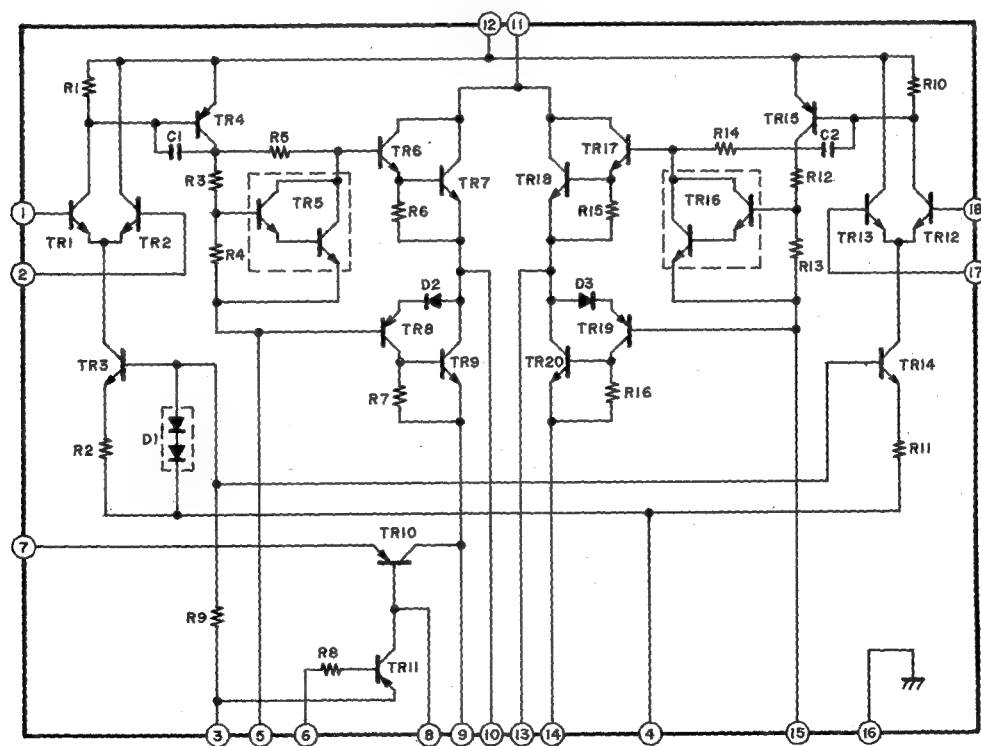 12 11
R1 R10
TR4 TR15
C1 R5 R14 C2
TR6 TR17
R3 TR5 TR7 TR18 TR16 R12
1 R6 R15 18
TR1 TR2 TR13 TR12
R4 R13
2 17
D2 D3
TR8 TR19
TR3 TR9 TR20 TR14
R7 R16
D1
R2 R11
TR10
7
R9
R8
TR11
3 5 6 8 9 10 13 14 4 15 16